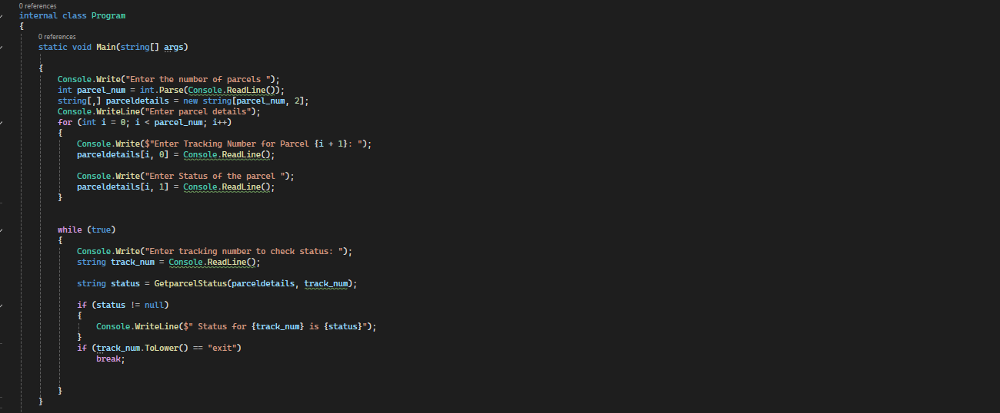 0 references
internal class Program
{
0 references
static void Main(string[] args)
{
Console.Write("Enter the number of parcels ");
int parcel_num = int.Parse(Console.ReadLine());
string[,] parceldetails = new string[parcel_num, 2];
Console.WriteLine("Enter parcel details");
for (int i = 0; i < parcel_num; i++)
{
Console.Write($"Enter Tracking Number for Parcel {i + 1}: ");
parceldetails[i, 0] = Console.ReadLine();
Console.Write("Enter Status of the parcel ");
parceldetails[i, 1] = Console.ReadLine();
}
while (true)
{
Console.Write("Enter tracking number to check status: ");
string track_num = Console.ReadLine();
string status = GetparcelStatus(parceldetails, track_num);
if (status != null)
{
Console.WriteLine($" Status for {track_num} is {status}");
}
if (track_num.ToLower() == "exit")
break;
}
}